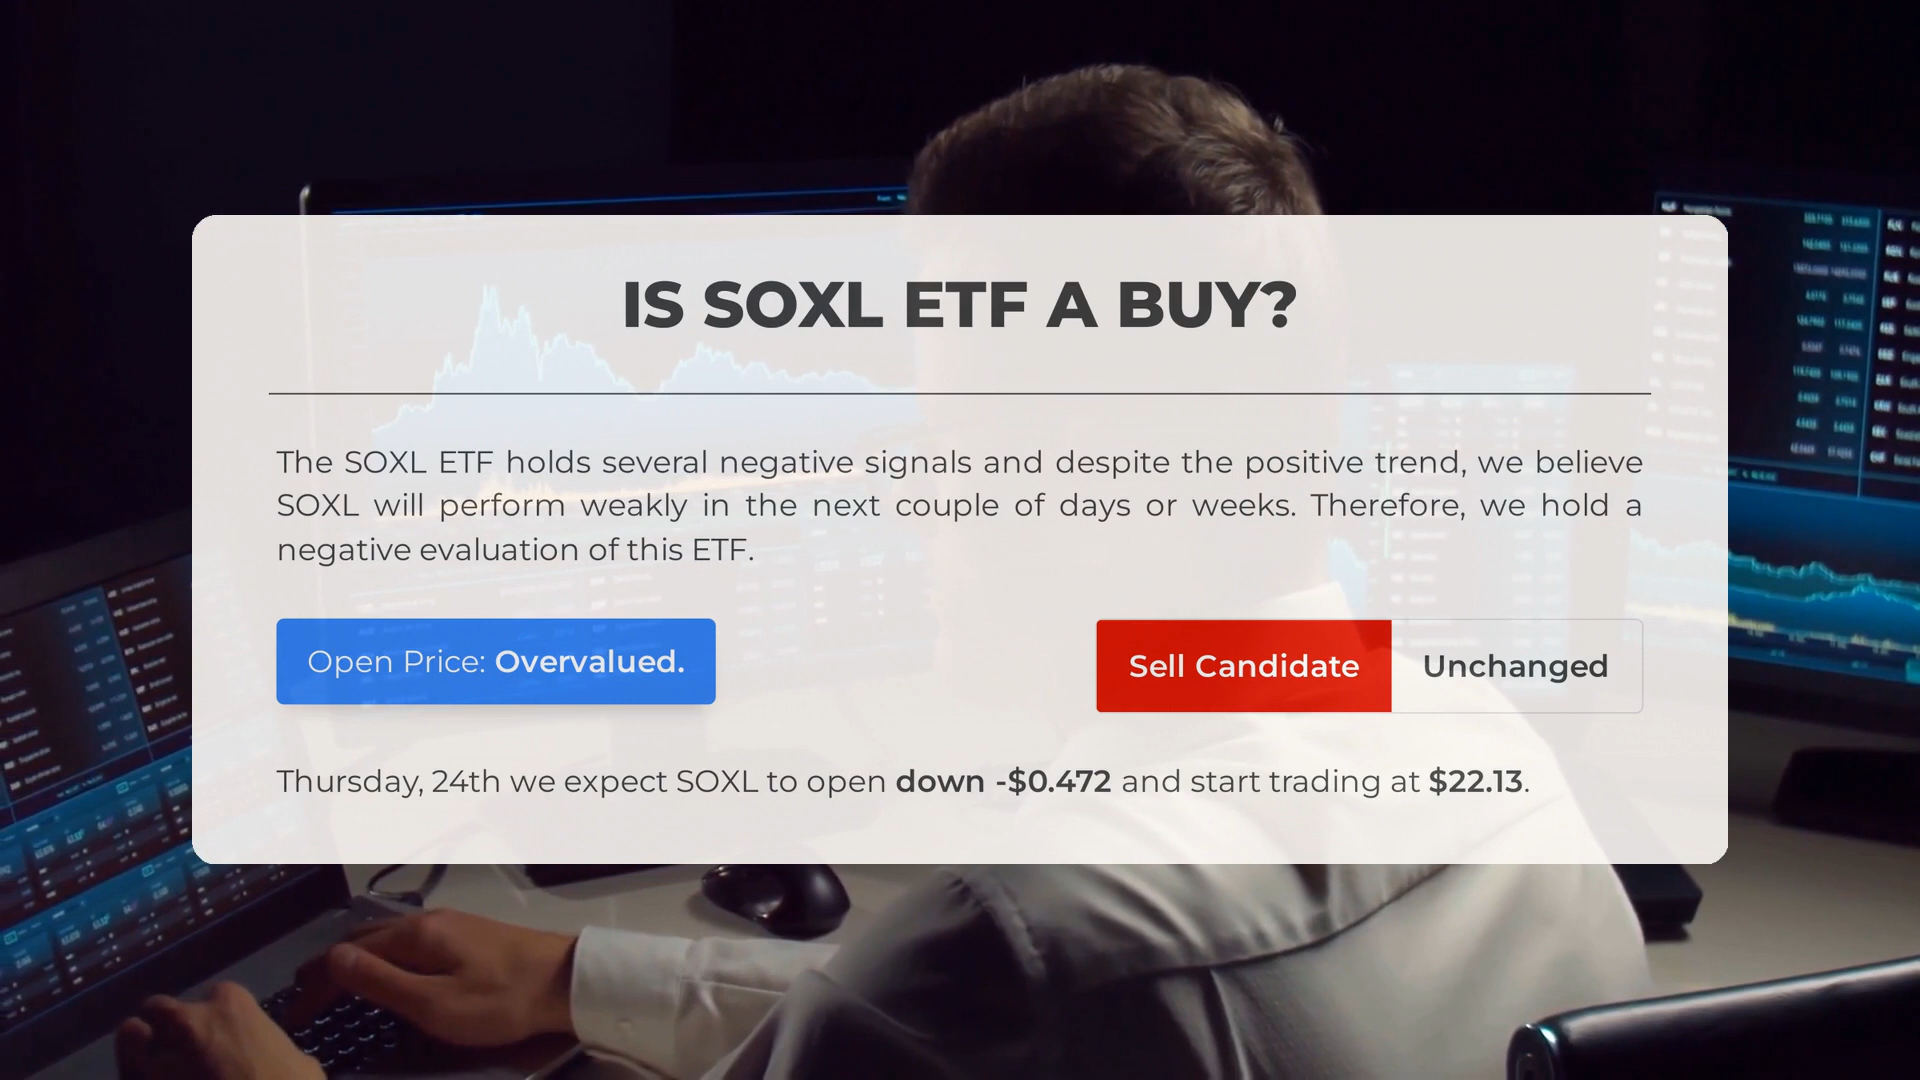 IS SOXL ETF A BUY?
The SOXL ETF holds several negative signals and despite the positive trend, we believe
SOXL will perform weakly in the next couple of days or weeks. Therefore, we hold a
negative evaluation of this ETF.
Open Price: Overvalued.
Sell Candidate Unchanged
Thursday, 24th we expect SOXL to open down -$0.472 and start trading at $22.13.